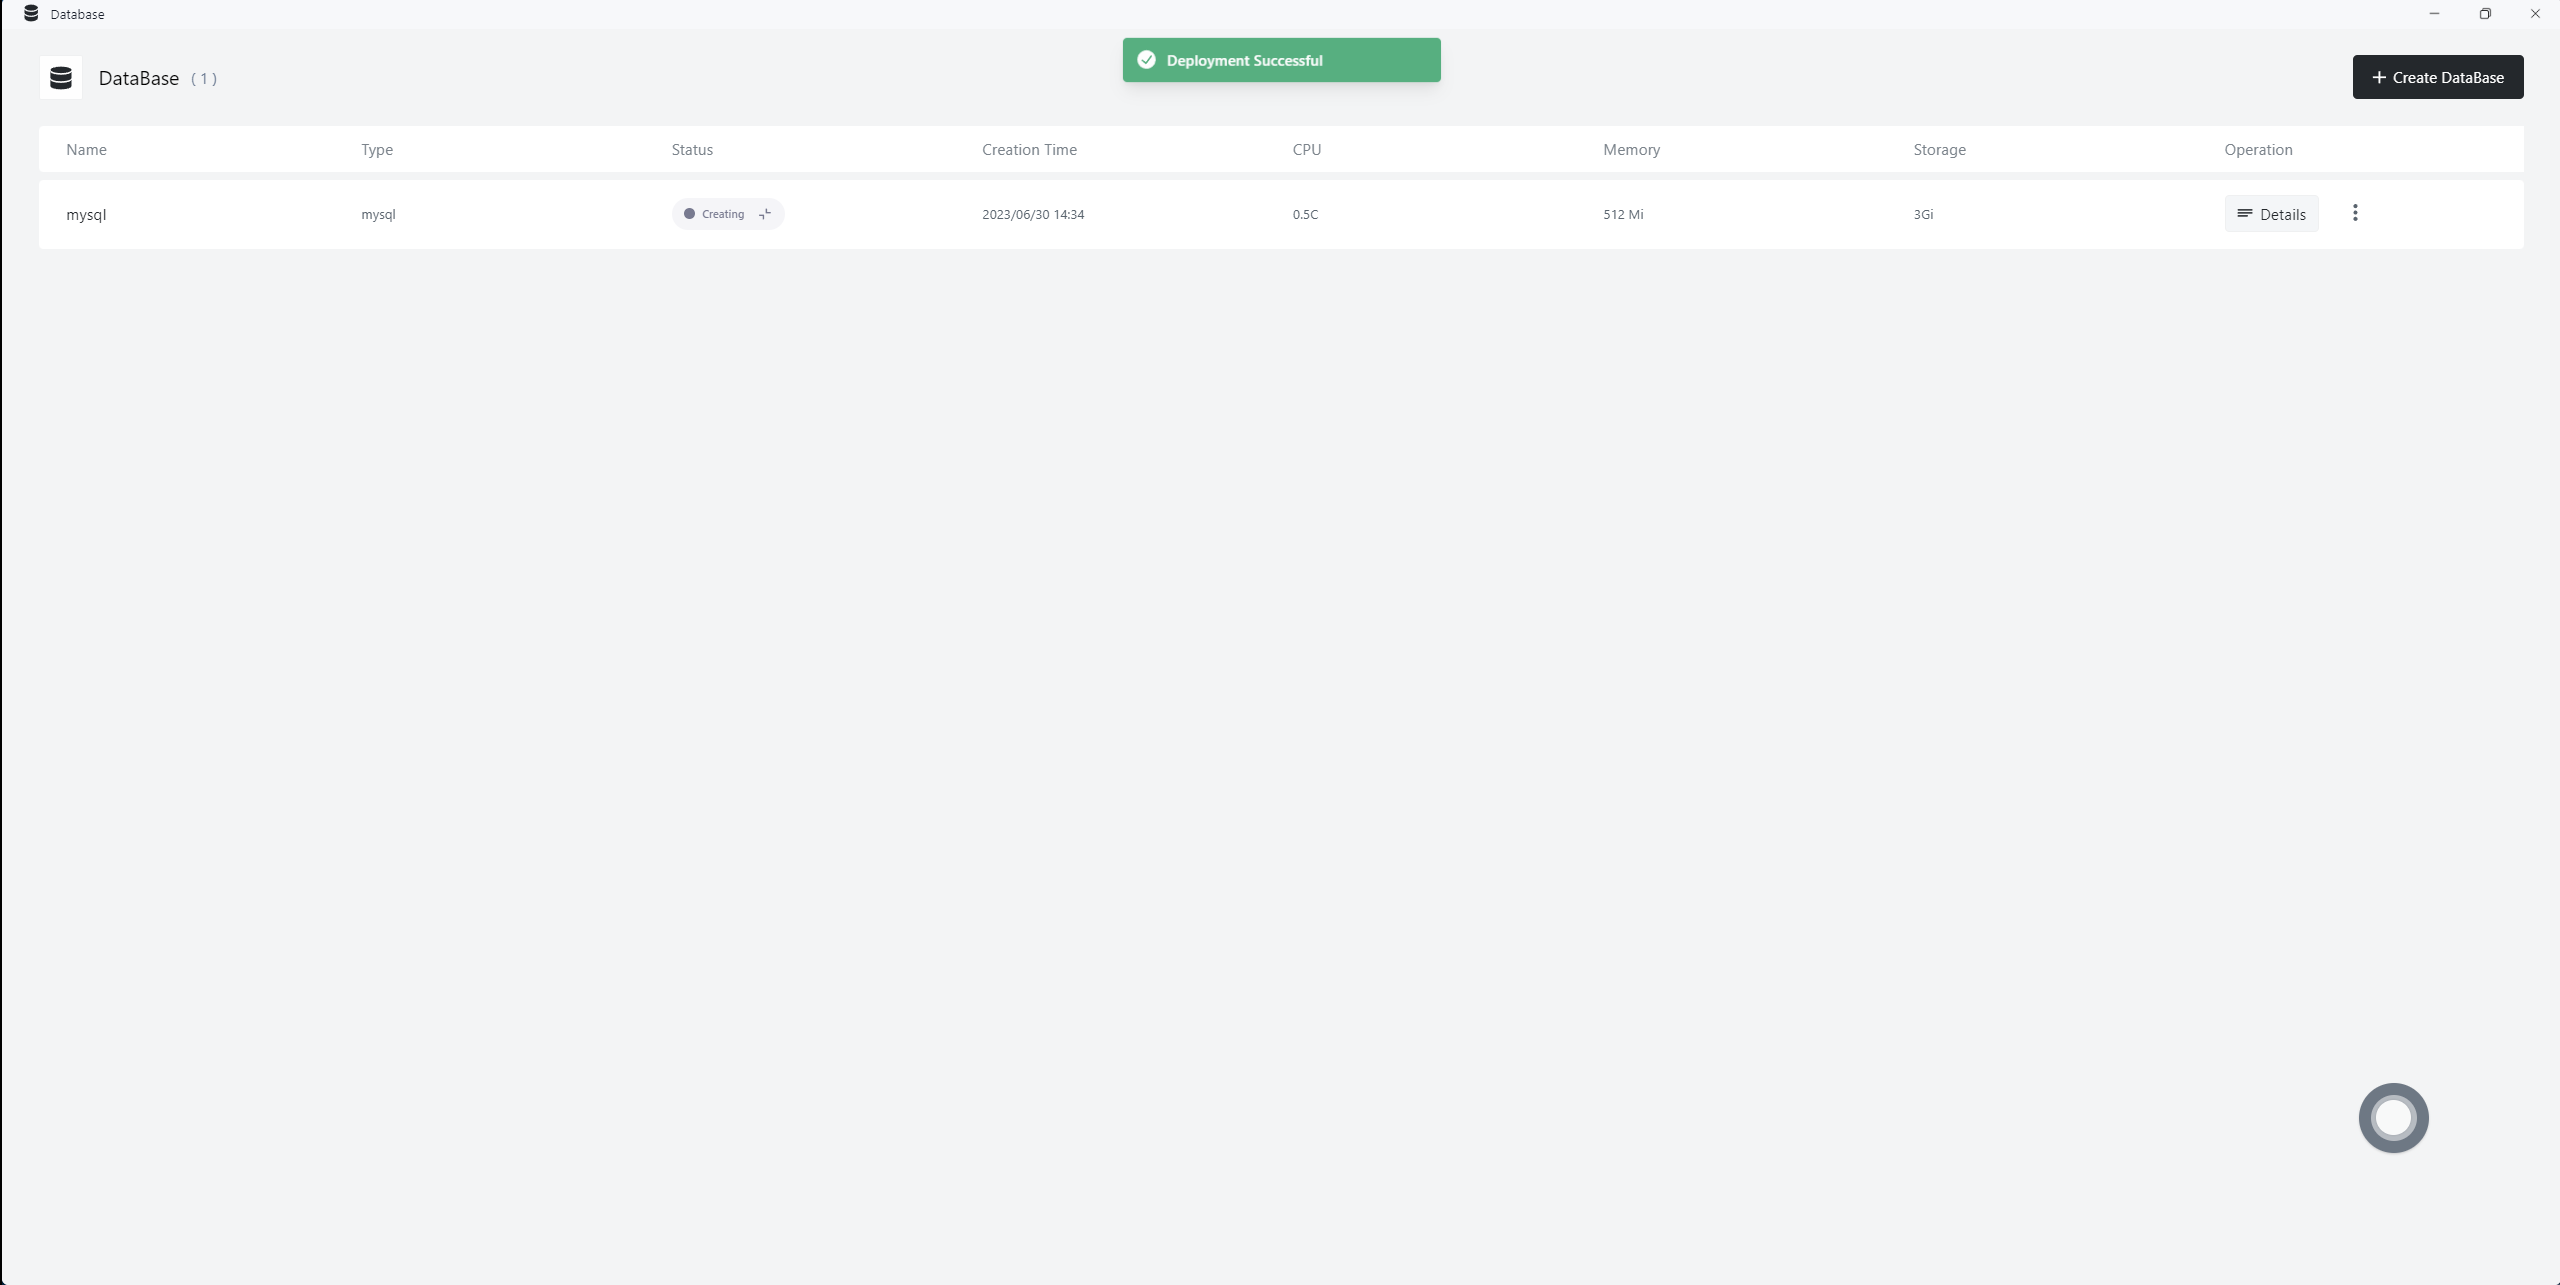 Database
Deployment Successful
DataBase ( 1 )
+ Create DataBase
Name Type Status Creation Time CPU Memory Storage Operation
mysql mysql Creating 2023/06/30 14:34 0.5C 512 Mi 3Gi Details